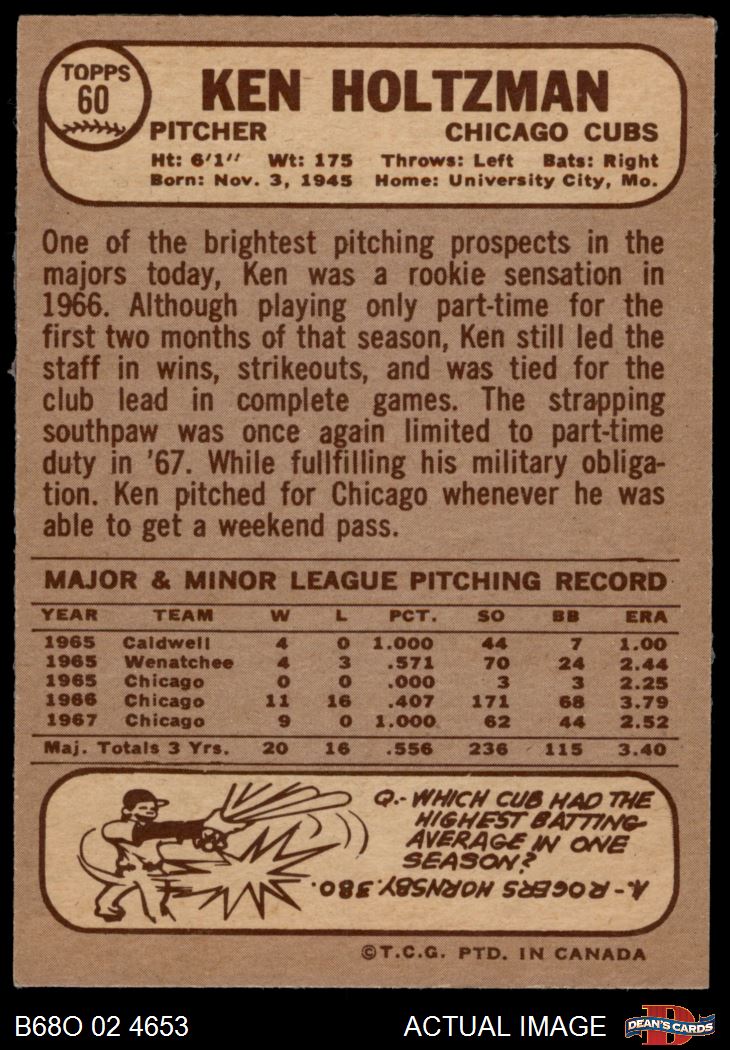 TOPPS
60
KEN HOLTZMAN
PITCHER CHICAGO CUBS
Ht: 6'1" Wt: 175 Throws: Left Bats: Right
Born: Nov. 3, 1945 Home: University City, Mo.
One of the brightest pitching prospects in the
majors today, Ken was a rookie sensation in
1966. Although playing only part-time for the
first two months of that season, Ken still led the
staff in wins, strikeouts, and was tied for the
club lead in complete games. The strapping
southpaw was once again limited to part-time
duty in '67. While fullfilling his military obliga-
tion. Ken pitched for Chicago whenever he was
able to get a weekend pass.
MAJOR & MINOR LEAGUE PITCHING RECORD
YEAR TEAM W L PCT. SO BB ERA
1965 Caldwell 4 0 1.000 44 7 1.00
1965 Wenatchee 4 3 .571 70 24 2.44
1965 Chicago 0 0 .000 3 3 2.25
1966 Chicago 11 16 .407 171 68 3.79
1967 Chicago 9 0 1.000 62 44 2.52
Maj. Totals 3 Yrs. 20 16 .556 236 115 3.40
Q.- WHICH CUB HAD THE
HIGHEST BATTING
AVERAGE IN ONE
SEASON?
A- ROGERS HORNSBY .380.
©T.C.G. PTD. IN CANADA
B68O 02 4653 ACTUAL IMAGE
D
DEAN'S CARDS